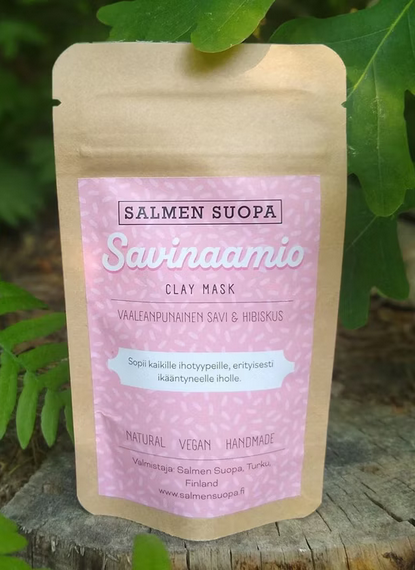 SALMEN SUOPA
Savinaamio
CLAY MASK
VAALEANPUNAINEN SAVI & HIBISKUS
Sopii kaikille ihotyypeille, erityisesti
ikääntyneelle iholle.
NATURAL VEGAN HANDMADE
Valmistaja: Salmen Suopa, Turku,
Finland
www.salmensuopa.fi